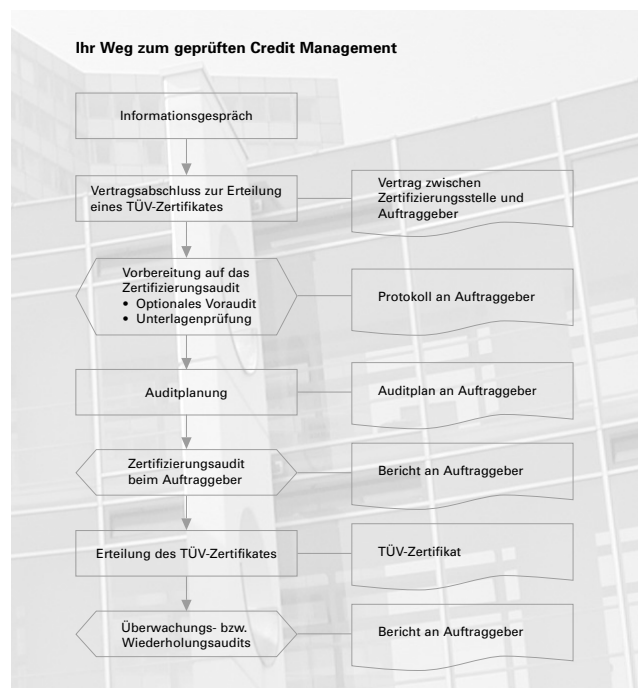 Ihr Weg zum geprüften Credit Management
Informationsgespräch
Vertragsabschluss zur Erteilung
eines TÜV-Zertifikates
Vertrag zwischen
Zertifizierungsstelle und
Auftraggeber
Vorbereitung auf das
Zertifizierungsaudit
• Optionales Voraudit
• Unterlagenprüfung
Protokoll an Auftraggeber
Auditplanung
Auditplan an Auftraggeber
Zertifizierungsaudit
beim Auftraggeber
Bericht an Auftraggeber
Erteilung des TÜV-Zertifikates
TÜV-Zertifikat
Überwachungs- bzw.
Wiederholungsaudits
Bericht an Auftraggeber